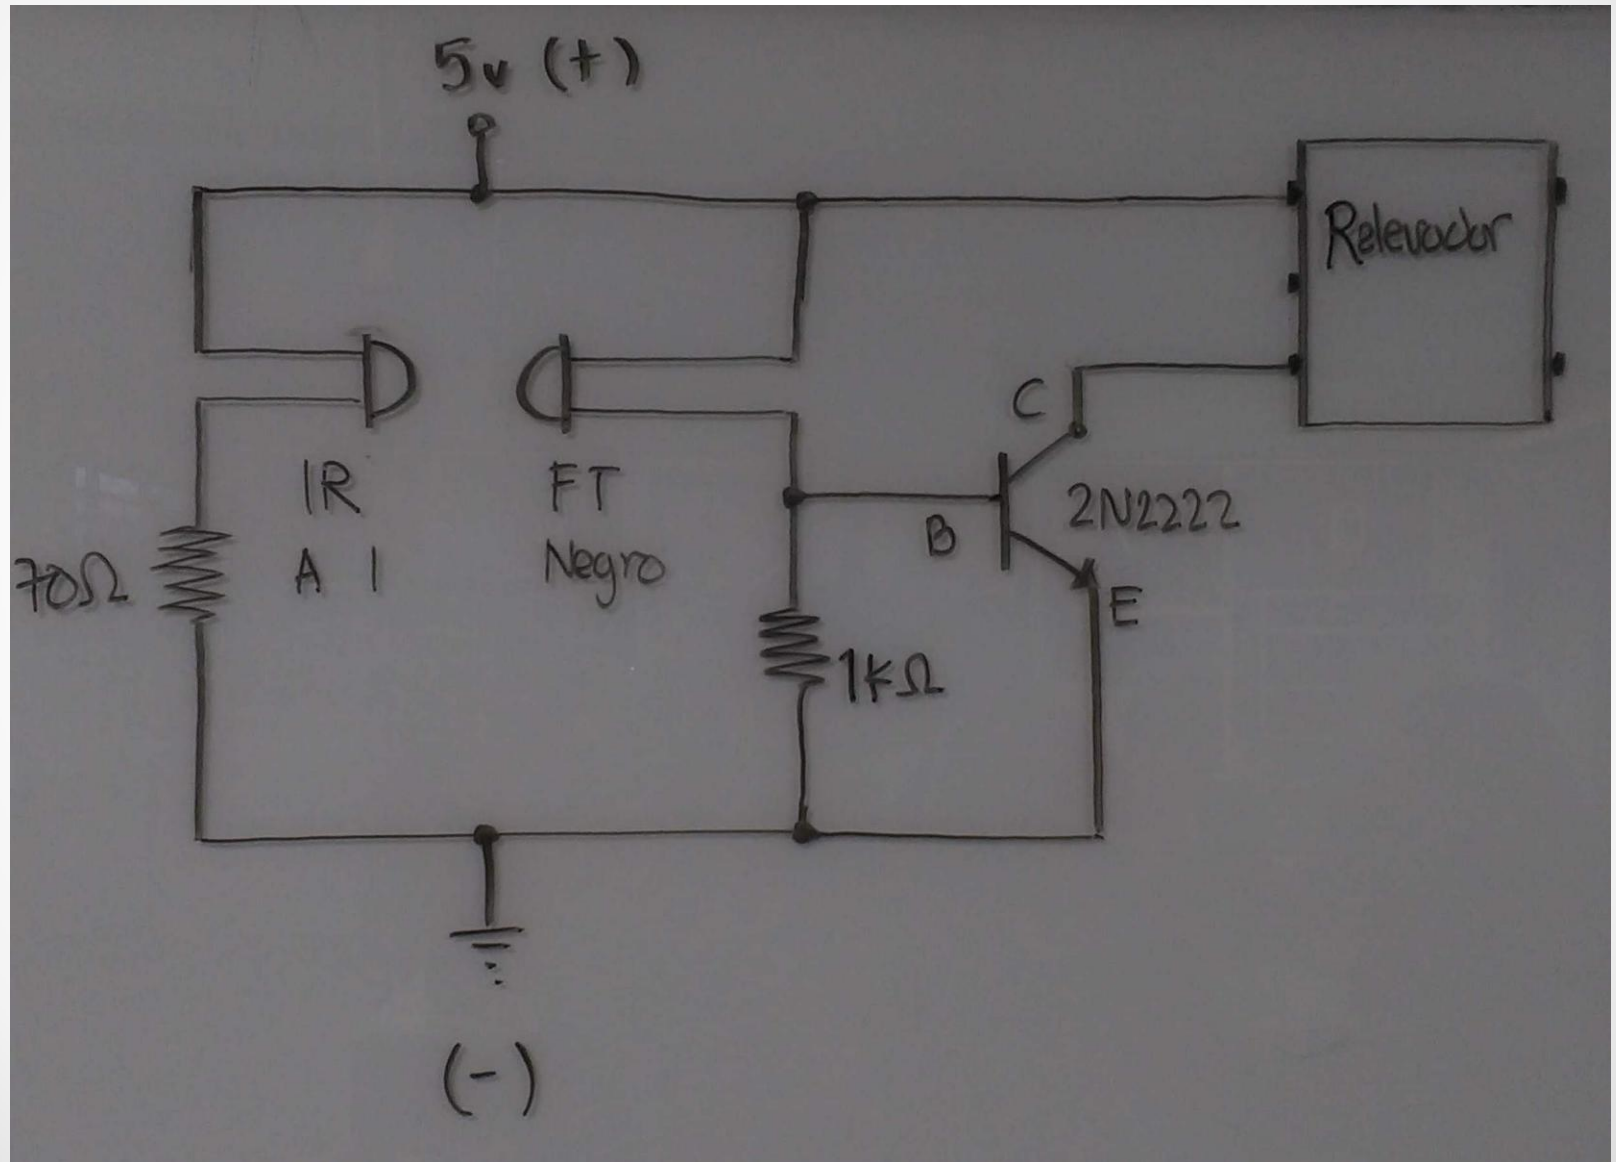 5v (+)
Relevador
C
IR
FT
2N2222
B
70Ω
A 1
Negro
E
1KΩ
(-)